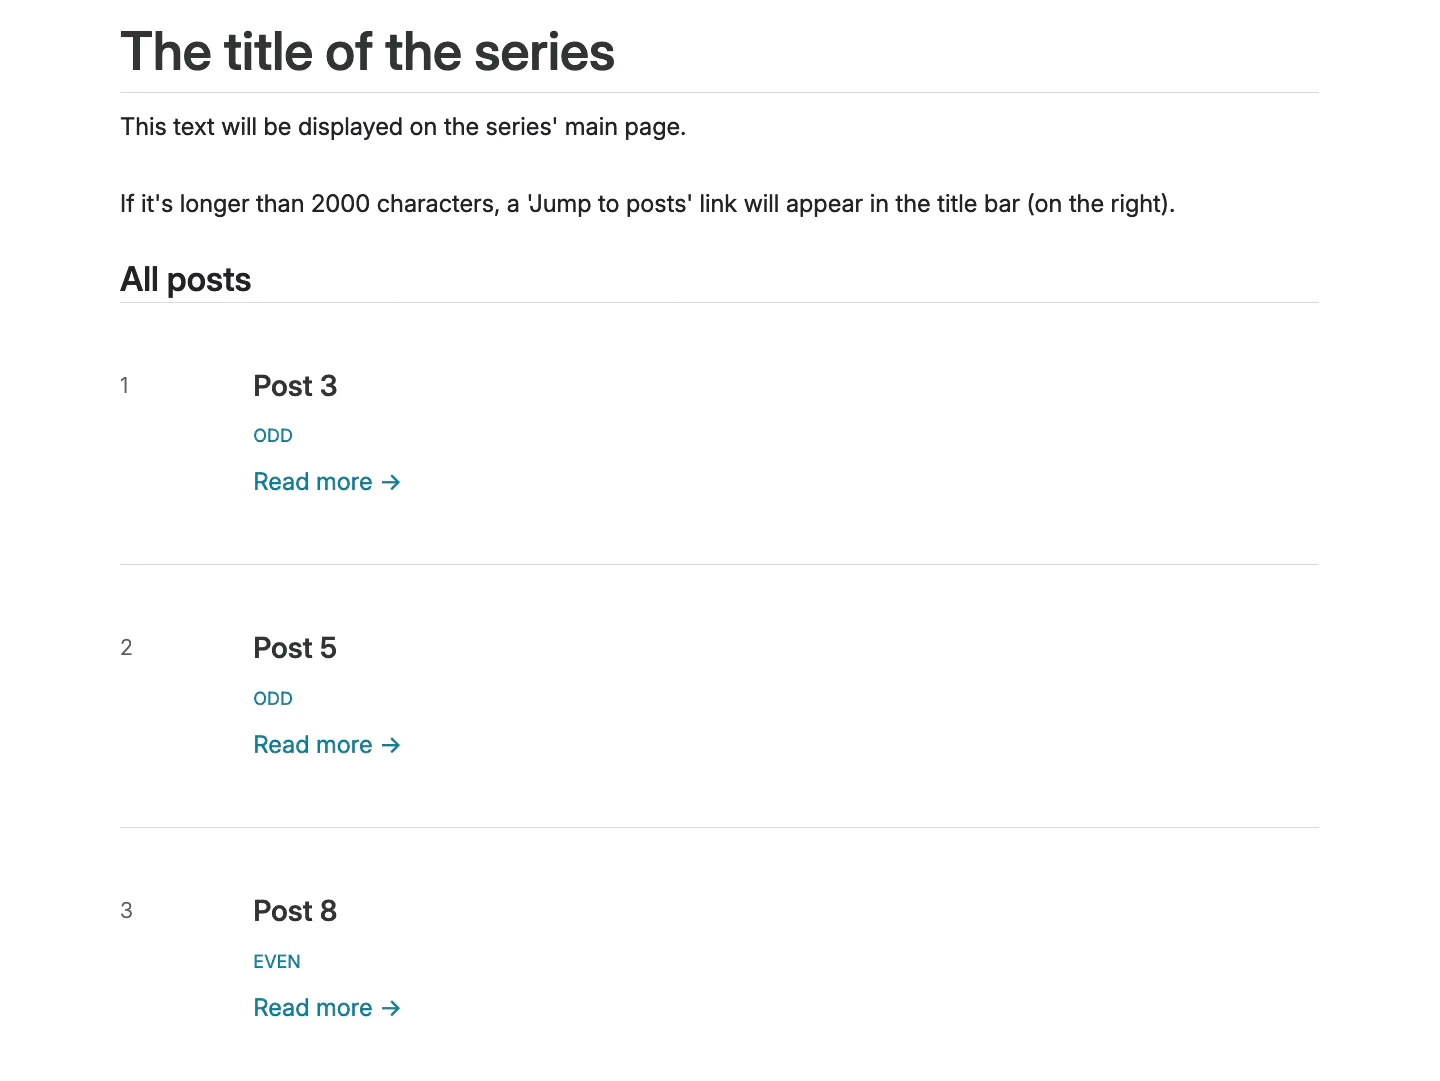 The title of the series
This text will be displayed on the series' main page.
If it's longer than 2000 characters, a 'Jump to posts' link will appear in the title bar (on the right).
All posts
1
Post 3
ODD
Read more →
2
Post 5
ODD
Read more →
3
Post 8
EVEN
Read more →